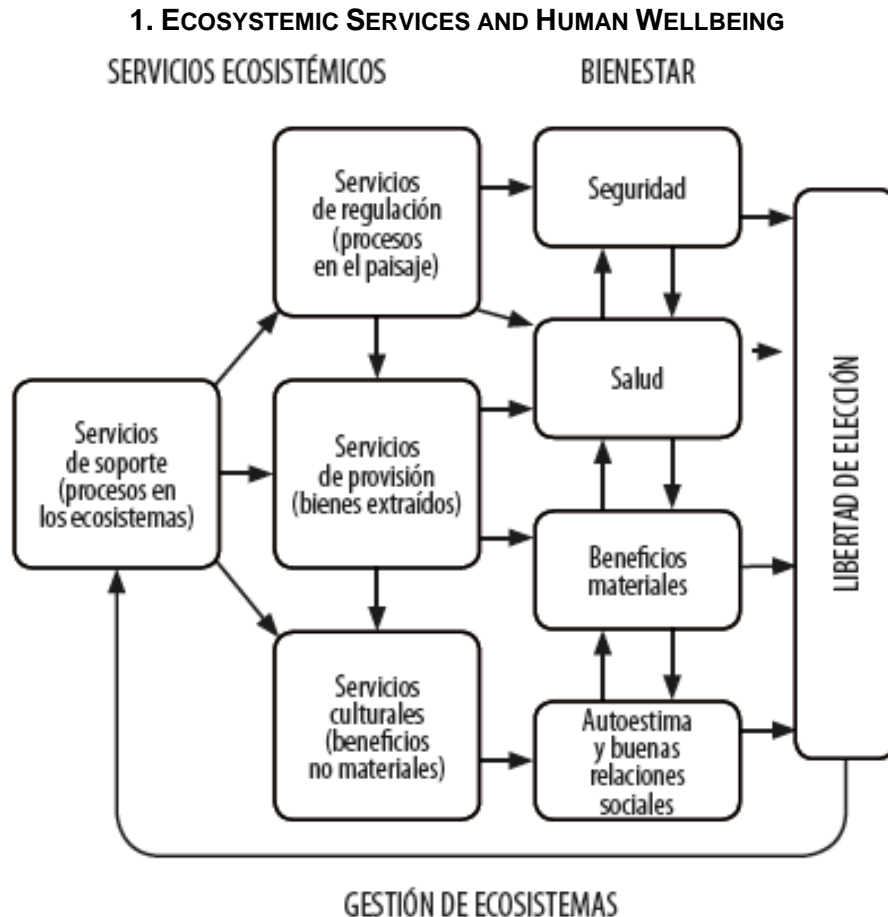 1. ECOSYSTEMIC SERVICES AND HUMAN WELLBEING
SERVICIOS ECOSISTÉMICOS
BIENESTAR
Servicios
de soporte
(procesos en
los ecosistemas)
Servicios
de regulación
(procesos
en el paisaje)
Servicios
de provisión
(bienes extraídos)
Servicios
culturales
(beneficios
no materiales)
Seguridad
Salud
Beneficios
materiales
Autoestima
y buenas
relaciones
sociales
LIBERTAD DE ELECCIÓN
GESTIÓN DE ECOSISTEMAS